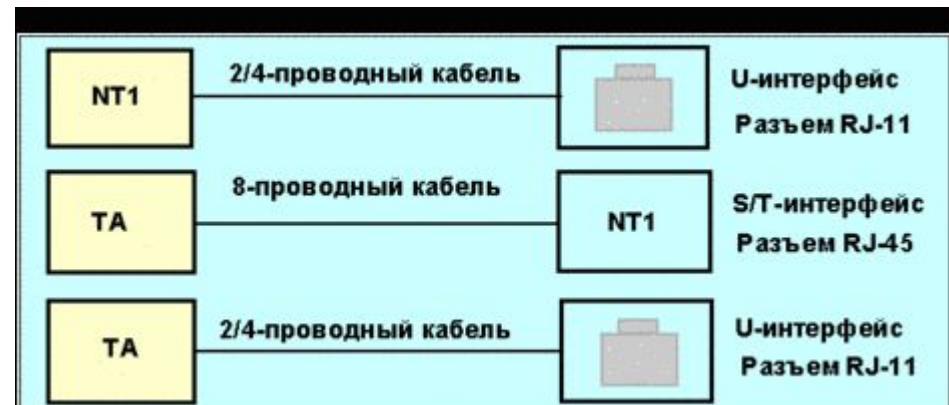 NT1
2/4-проводный кабель
U-интерфейс
Разъем RJ-11
TA
8-проводный кабель
NT1
S/T-интерфейс
Разъем RJ-45
TA
2/4-проводный кабель
U-интерфейс
Разъем RJ-11